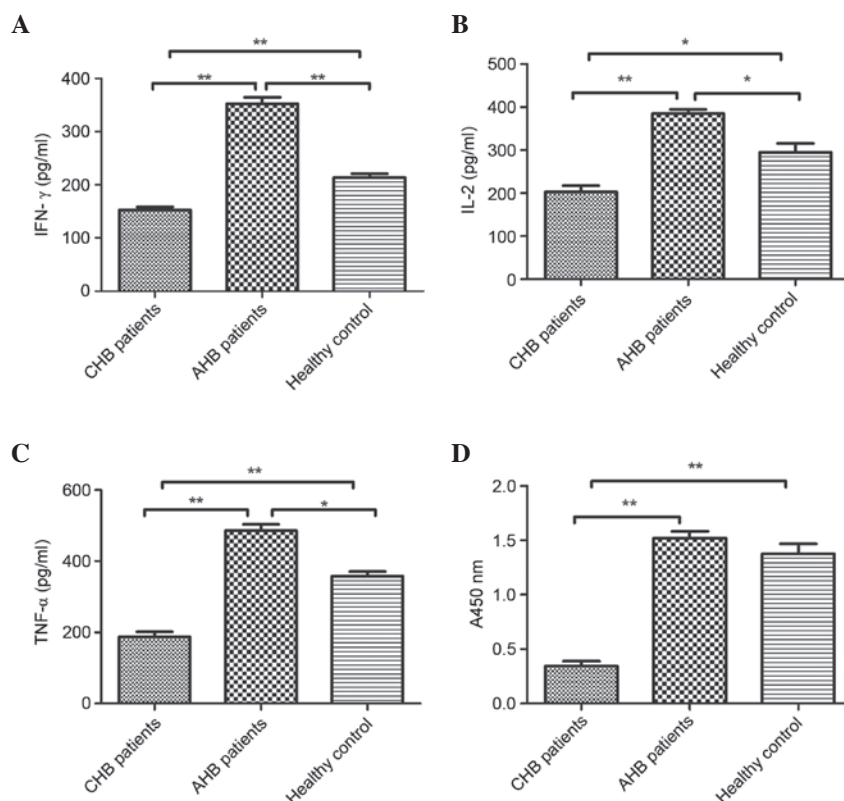 A
**
**
**
400
300
200
100
0
IFN- γ (pg/ml)
CHB patients
AHB patients
Healthy control
B
*
**
*
500
400
300
200
100
0
IL-2 (pg/ml)
CHB patients
AHB patients
Healthy control
C
**
**
*
600
400
200
0
TNF-α (pg/ml)
CHB patients
AHB patients
Healthy control
D
**
**
2.0
1.5
1.0
0.5
0.0
A450 nm
CHB patients
AHB patients
Healthy control